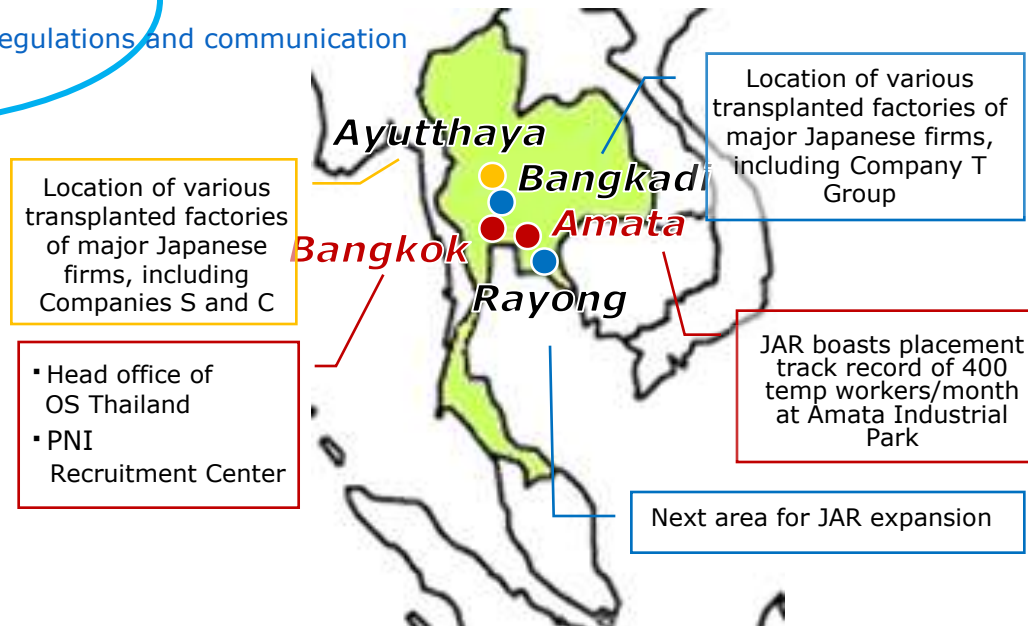 egulations and communication
Location of various
transplanted factories of
major Japanese firms,
including Company T
Group
Ayutthaya
Bangkadi
Location of various
transplanted factories
of major Japanese
firms, including
Companies S and C
Amata
Bangkok
Rayong
JAR boasts placement
track record of 400
temp workers/month
at Amata Industrial
Park
▪ Head office of
OS Thailand
▪ PNI
Recruitment Center
Next area for JAR expansion